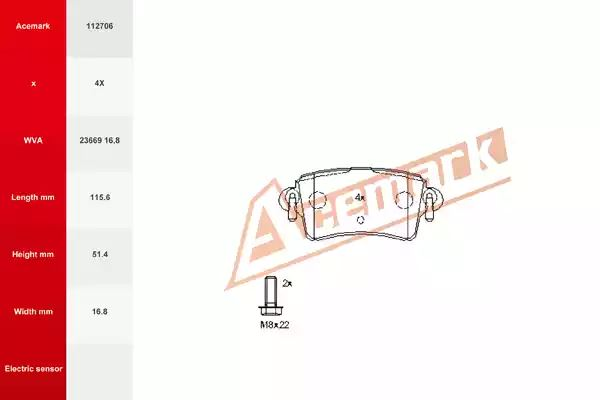 Acemark 112706
x 4X
WVA 23669 16,8
Length mm 115.6
Height mm 51.4
Width mm 16.8
Electric sensor
Acemark
4x
2x
M8x22